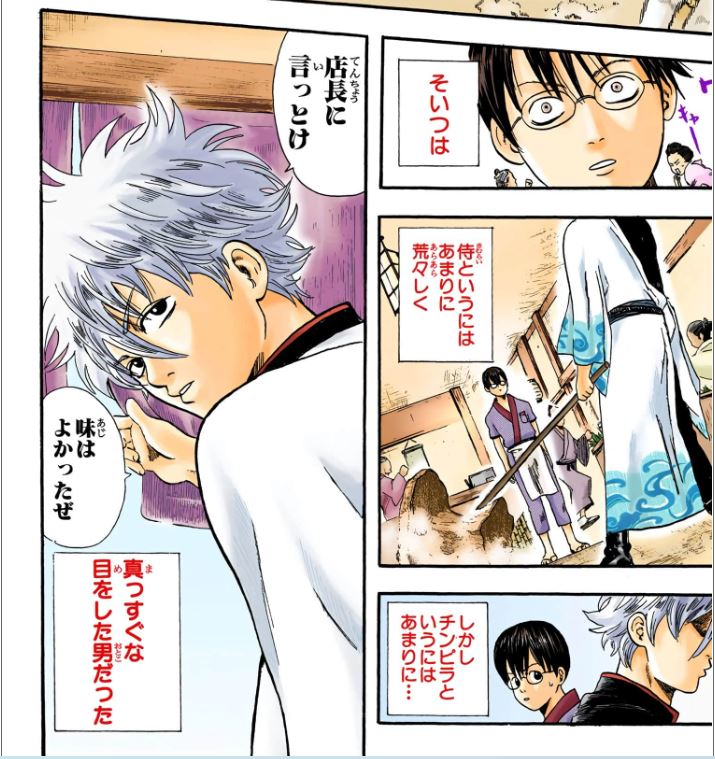 そいつは
キャー
侍というには
あまりに
荒々しく
しかし
チンピラと
いうには
あまりに…
店長に
言っとけ
味は
よかったぜ
真っすぐな
目をした男だった